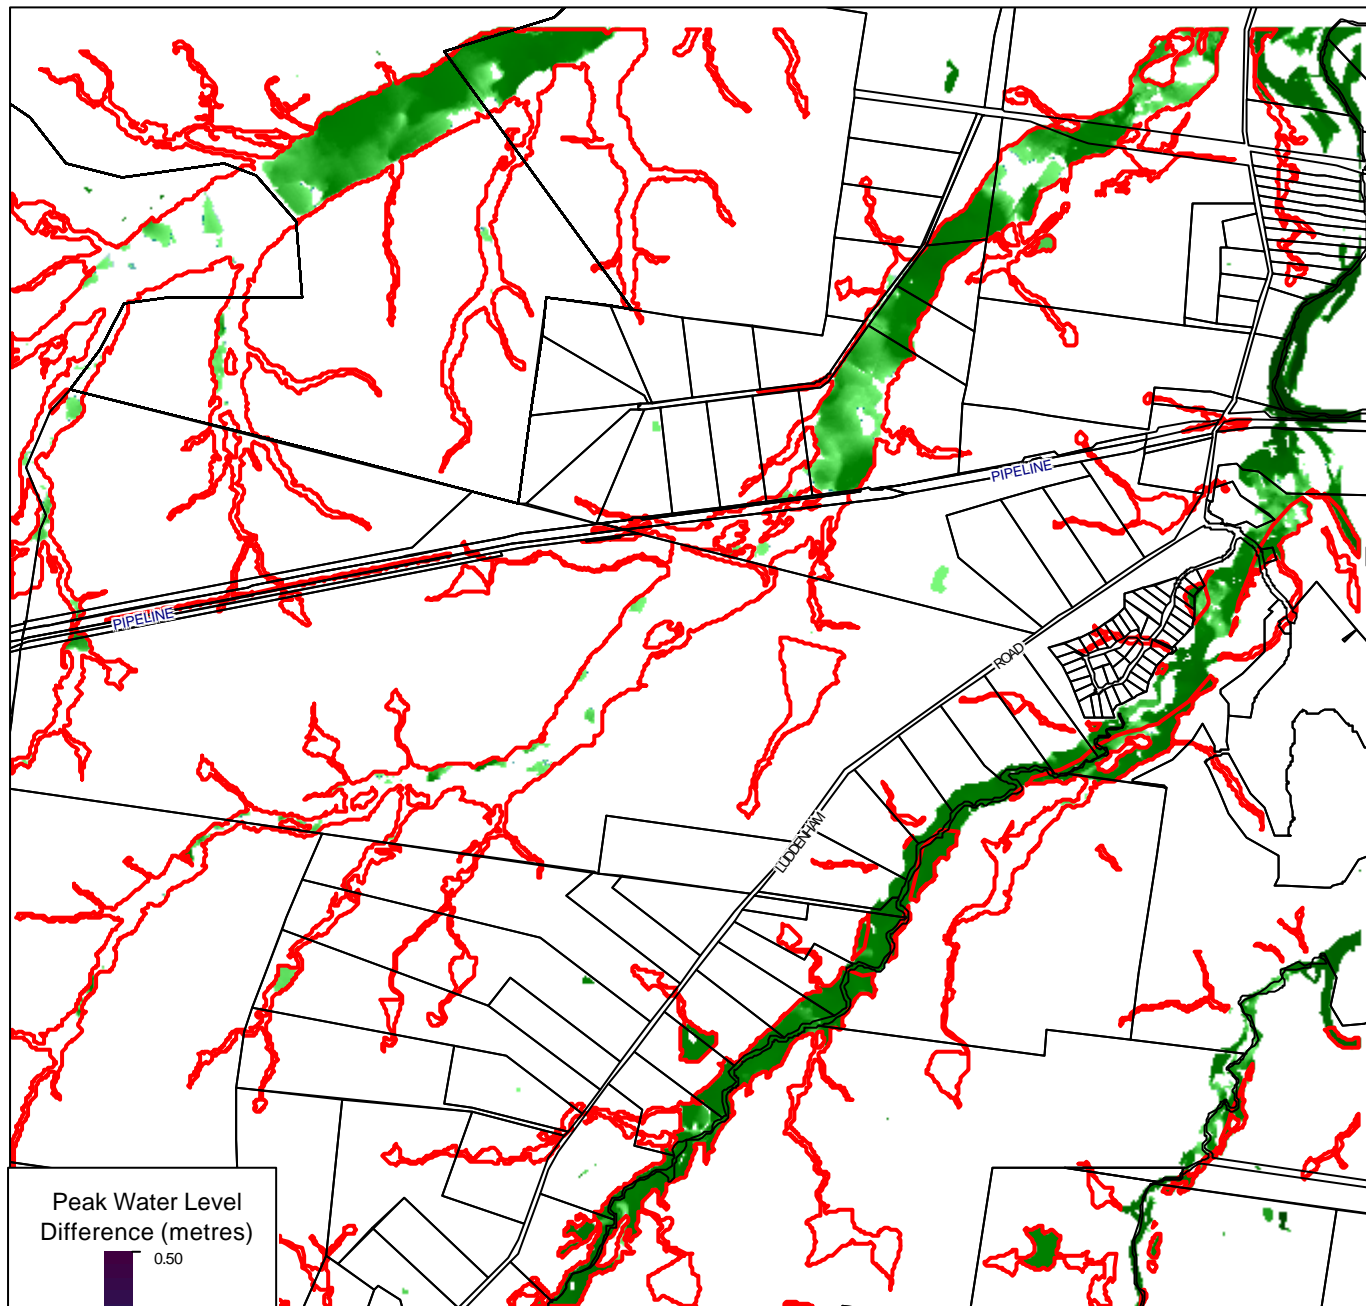 PIPELINE
PIPELINE
ROAD
LUDDENHAM
Peak Water Level
Difference (metres)
0.50